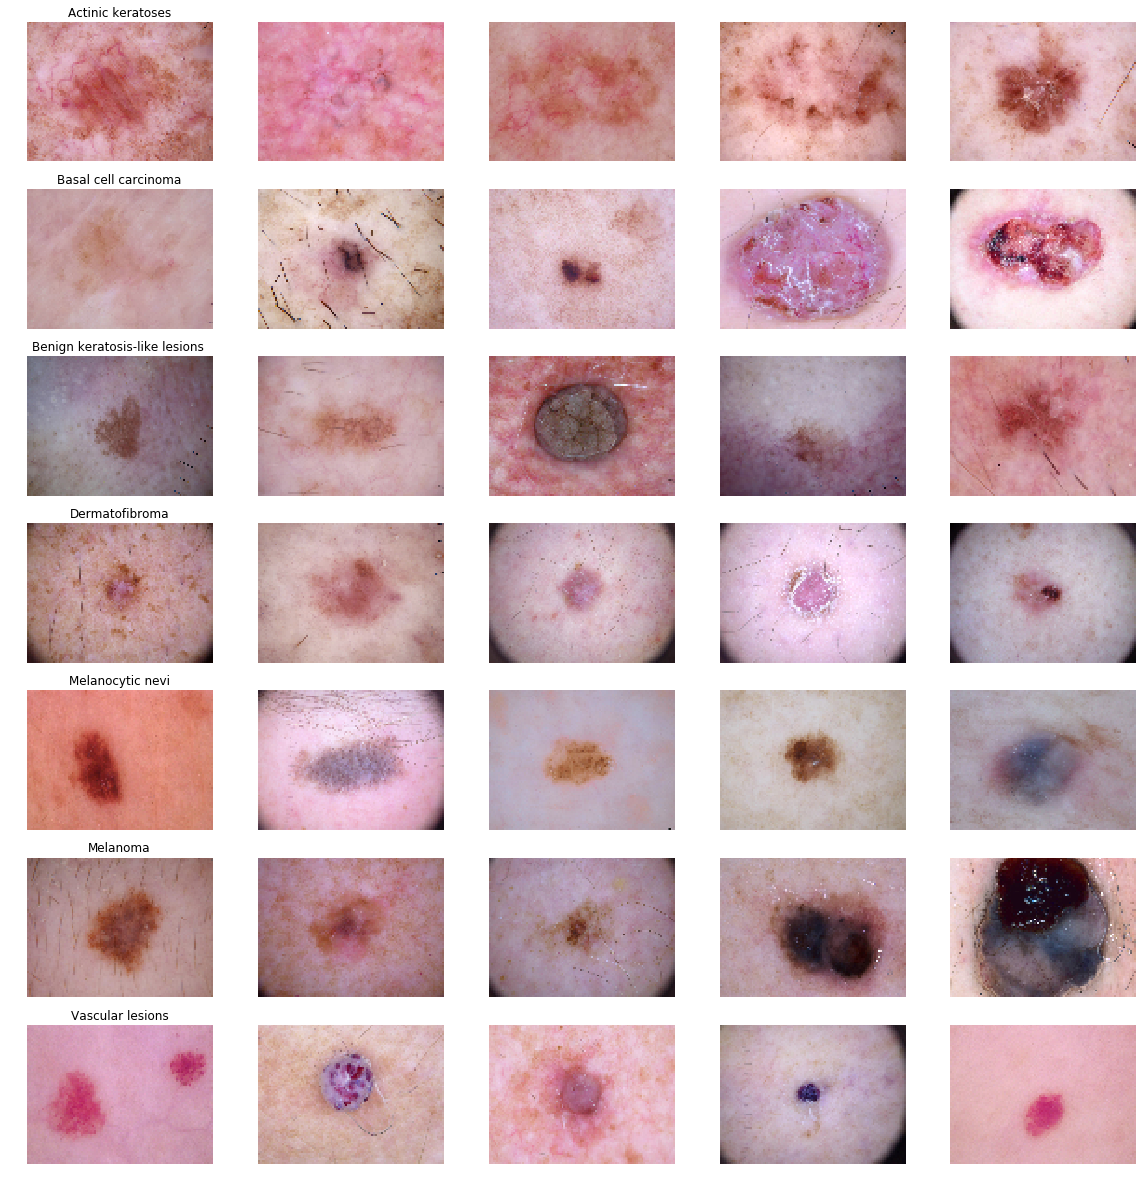 Actinic keratoses
Basal cell carcinoma
Benign keratosis-like lesions
Dermatofibroma
Melanocytic nevi
Melanoma
Vascular lesions